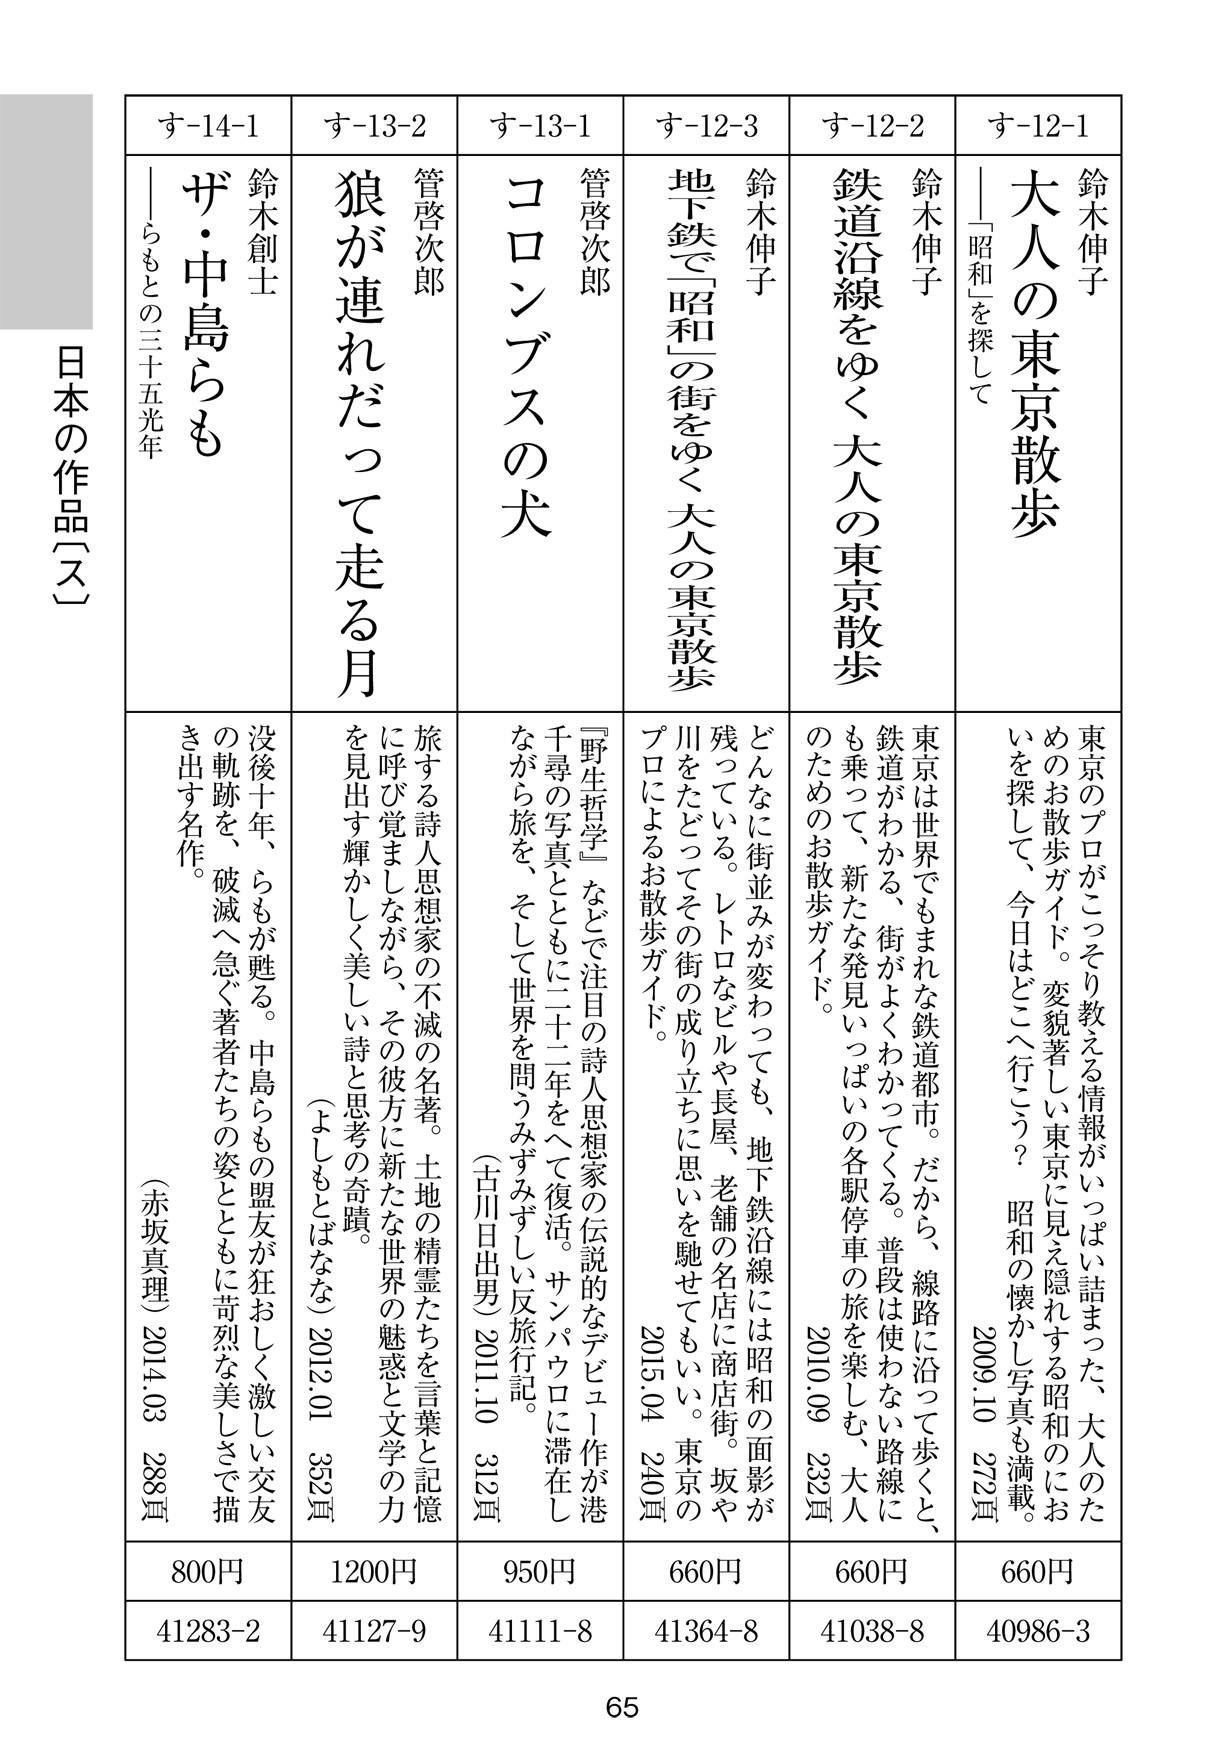 す-12-1
鈴木伸子
大人の東京散歩
――「昭和」を探して
東京のプロがこっそり教える情報がいっぱい詰まった、大人のた
めのお散歩ガイド。変貌著しい東京に見え隠れする昭和のにお
いを探して、今日はどこへ行こう？　昭和の懐かし写真も満載。
2009.10　272頁
660円
40986-3
す-12-2
鈴木伸子
鉄道沿線をゆく 大人の東京散歩
東京は世界でもまれな鉄道都市。だから、線路に沿って歩くと、
鉄道がわかる、街がよくわかってくる。普段は使わない路線に
も乗って、新たな発見いっぱいの各駅停車の旅を楽しむ、大人
のためのお散歩ガイド。
2010.09　232頁
660円
41038-8
す-12-3
鈴木伸子
地下鉄で「昭和」の街をゆく 大人の東京散歩
どんなに街並みが変わっても、地下鉄沿線には昭和の面影が
残っている。レトロなビルや長屋、老舗の名店に商店街。坂や
川をたどってその街の成り立ちに思いを馳せてもいい。東京の
プロによるお散歩ガイド。
2015.04　240頁
660円
41364-8
す-13-1
管啓次郎
コロンブスの犬
『野生哲学』などで注目の詩人思想家の伝説的なデビュー作が港
千尋の写真とともに二十二年をへて復活。サンパウロに滞在し
ながら旅を、そして世界を問うみずみずしい反旅行記。
（古川日出男）2011.10　312頁
950円
41111-8
す-13-2
管啓次郎
狼が連れだって走る月
旅する詩人思想家の不滅の名著。土地の精霊たちを言葉と記憶
に呼び覚ましながら、その彼方に新たな世界の魅惑と文学の力
を見出す輝かしく美しい詩と思考の奇蹟。
（よしもとばなな）2012.01　352頁
1200円
41127-9
す-14-1
鈴木創士
ザ・中島らも
――らもとの三十五光年
没後十年、らもが甦る。中島らもの盟友が狂おしく激しい交友
の軌跡を、破滅へ急ぐ著者たちの姿とともに苛烈な美しさで描
き出す名作。
（赤坂真理）2014.03　288頁
800円
41283-2
日本の作品〔ス〕
65